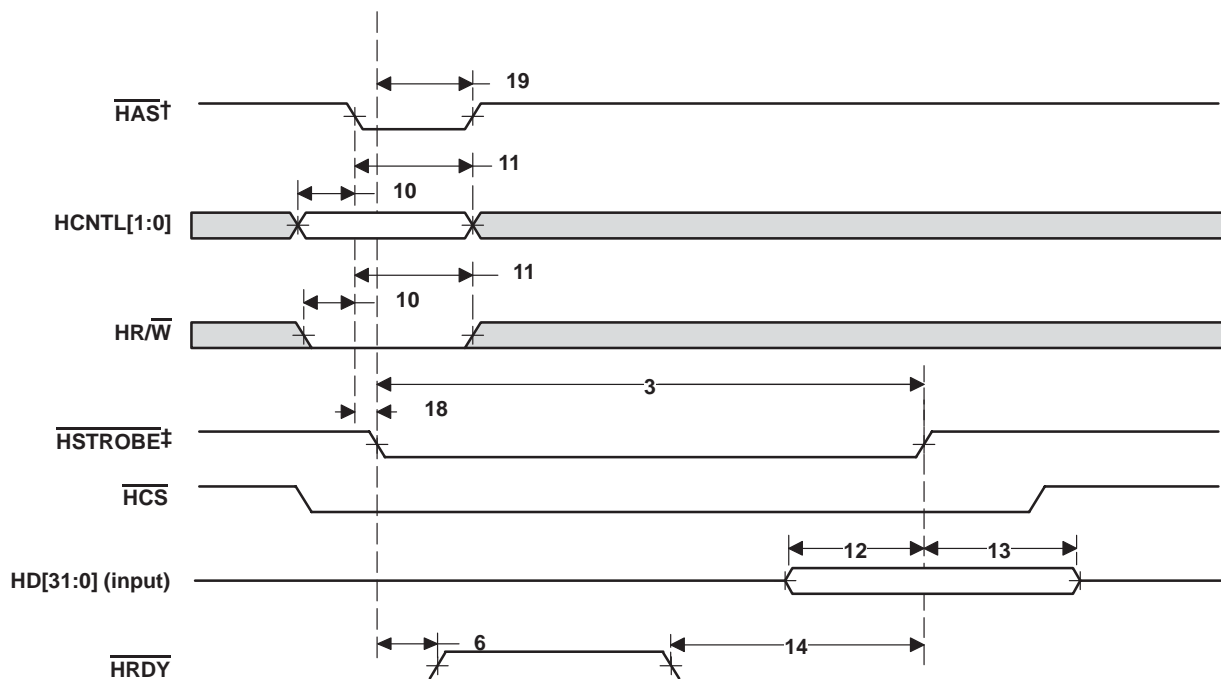 19
HAS†
11
10
HCNTL[1:0]
11
10
HR/W
3
18
HSTROBE‡
HCS
12
13
HD[31:0] (input)
6
14
HRDY